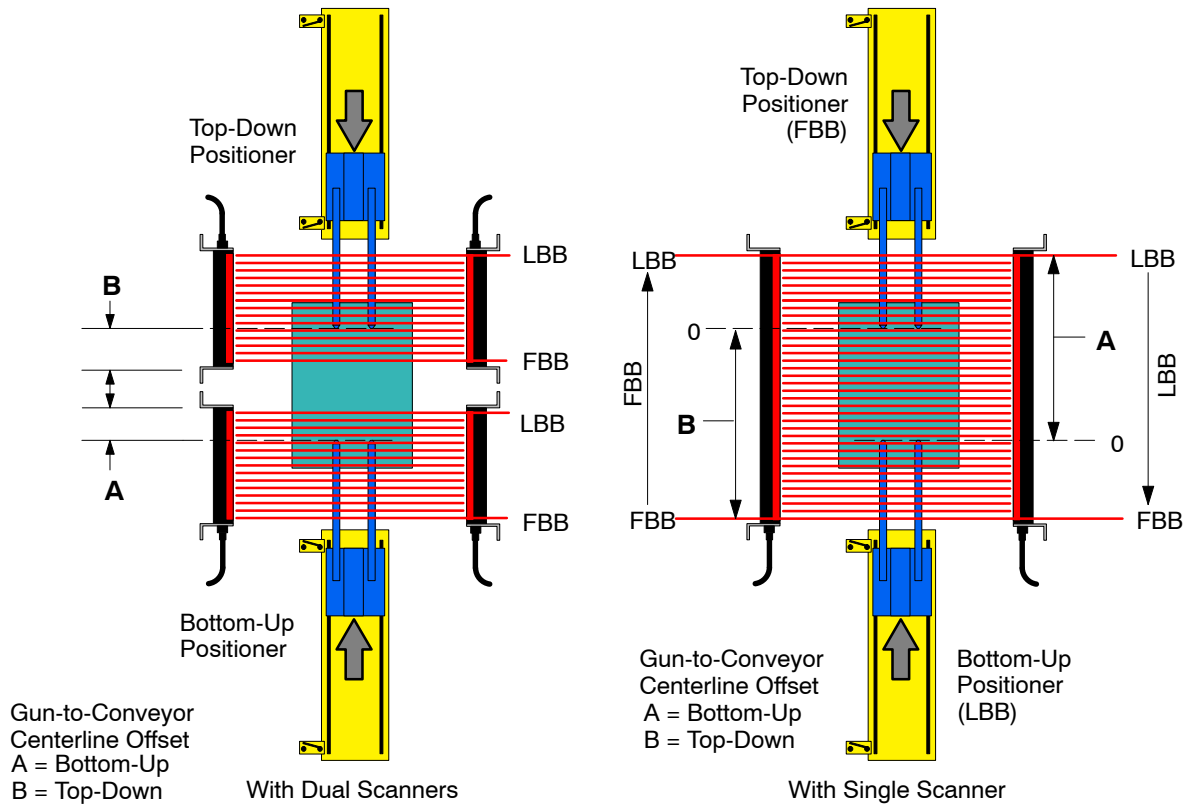 Top-Down
Positioner
LBB
B
FBB
LBB
A
FBB
Bottom-Up
Positioner
Gun-to-Conveyor
Centerline Offset
A = Bottom-Up
B = Top-Down
With Dual Scanners
Top-Down
Positioner
(FBB)
LBB
LBB
0
A
FBB
LBB
B
0
FBB
FBB
Gun-to-Conveyor
Centerline Offset
A = Bottom-Up
B = Top-Down
Bottom-Up
Positioner
(LBB)
With Single Scanner